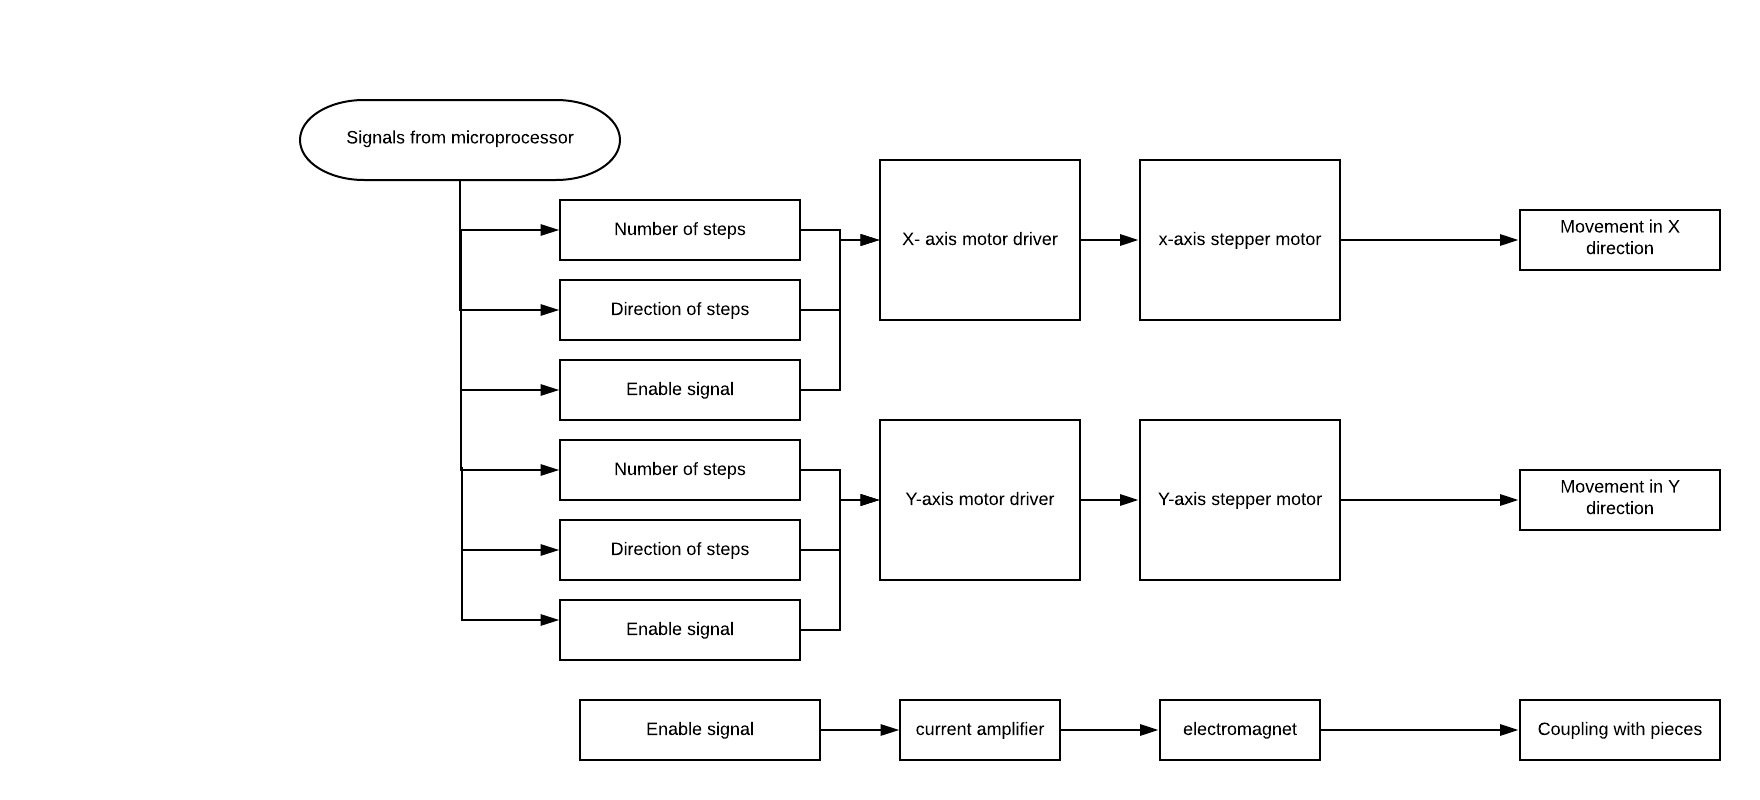 Signals from microprocessor
Number of steps
Direction of steps
Enable signal
X- axis motor driver
x-axis stepper motor
Movement in X
direction
Number of steps
Direction of steps
Enable signal
Y-axis motor driver
Y-axis stepper motor
Movement in Y
direction
Enable signal
current amplifier
electromagnet
Coupling with pieces